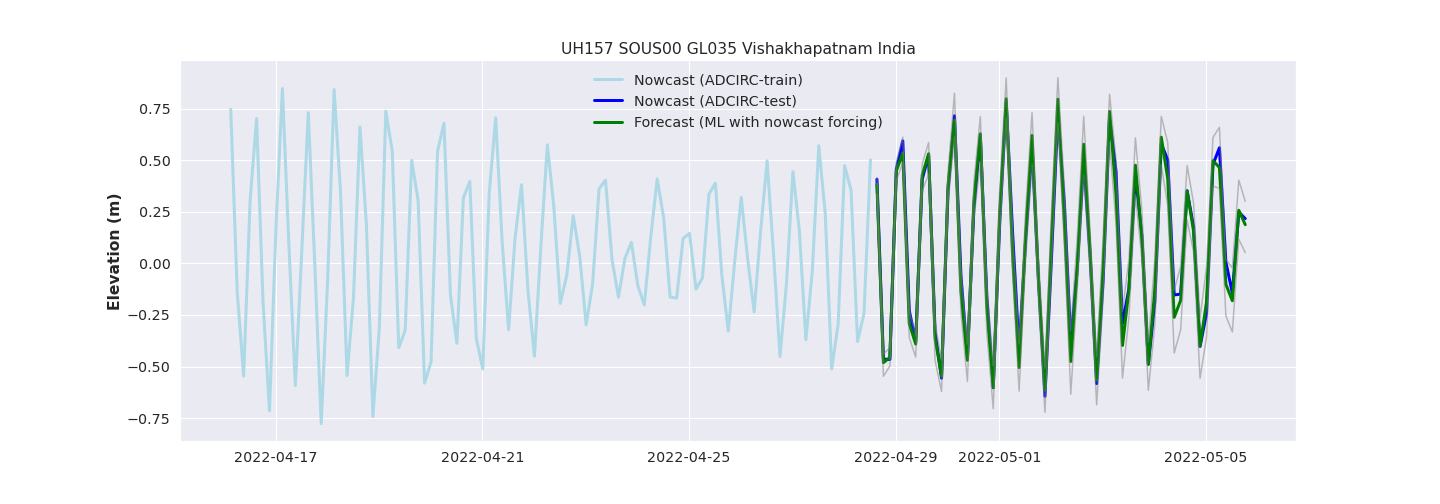 UH157 SOUS00 GL035 Vishakhapatnam India
Nowcast (ADCIRC-train)
Nowcast (ADCIRC-test)
Forecast (ML with nowcast forcing)
Elevation (m)
0.75
0.50
0.25
0.00
−0.25
−0.50
−0.75
2022-04-17 2022-04-21 2022-04-25 2022-04-29 2022-05-01 2022-05-05